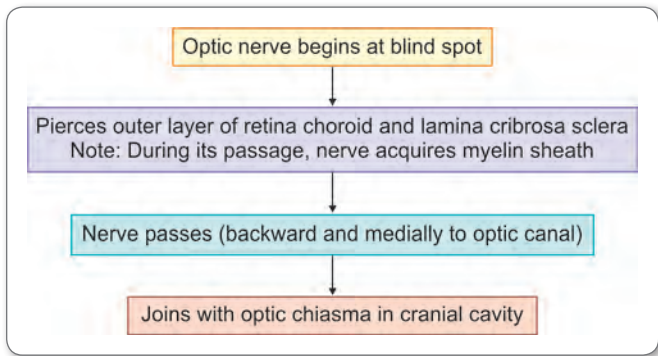 Optic nerve begins at blind spot
Pierces outer layer of retina choroid and lamina cribrosa sclera
Note: During its passage, nerve acquires myelin sheath
Nerve passes (backward and medially to optic canal)
Joins with optic chiasma in cranial cavity